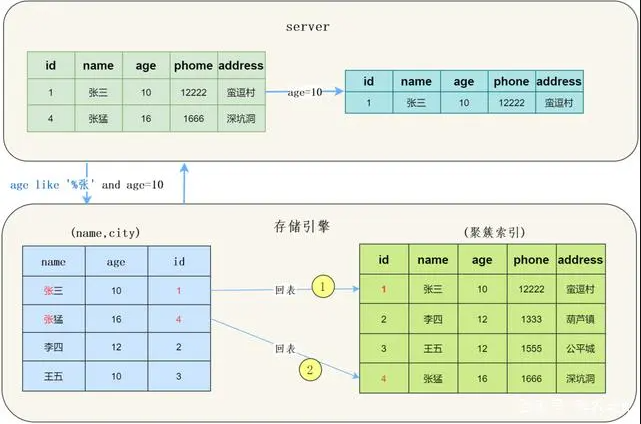 server
id name age phome address
1 张三 10 12222 蛮逗村
4 张猛 16 1666 深坑洞
age=10
id name age phone address
1 张三 10 12222 蛮逗村
age like '%张' and age=10
存储引擎
(name,city)
name age id
张三 10 1
张猛 16 4
李四 12 2
王五 10 3
回表 1
回表 2
(聚簇索引)
id name age phone address
1 张三 10 12222 蛮逗村
2 李四 12 1333 葫芦镇
3 王五 12 1555 公平城
4 张猛 16 1666 深坑洞